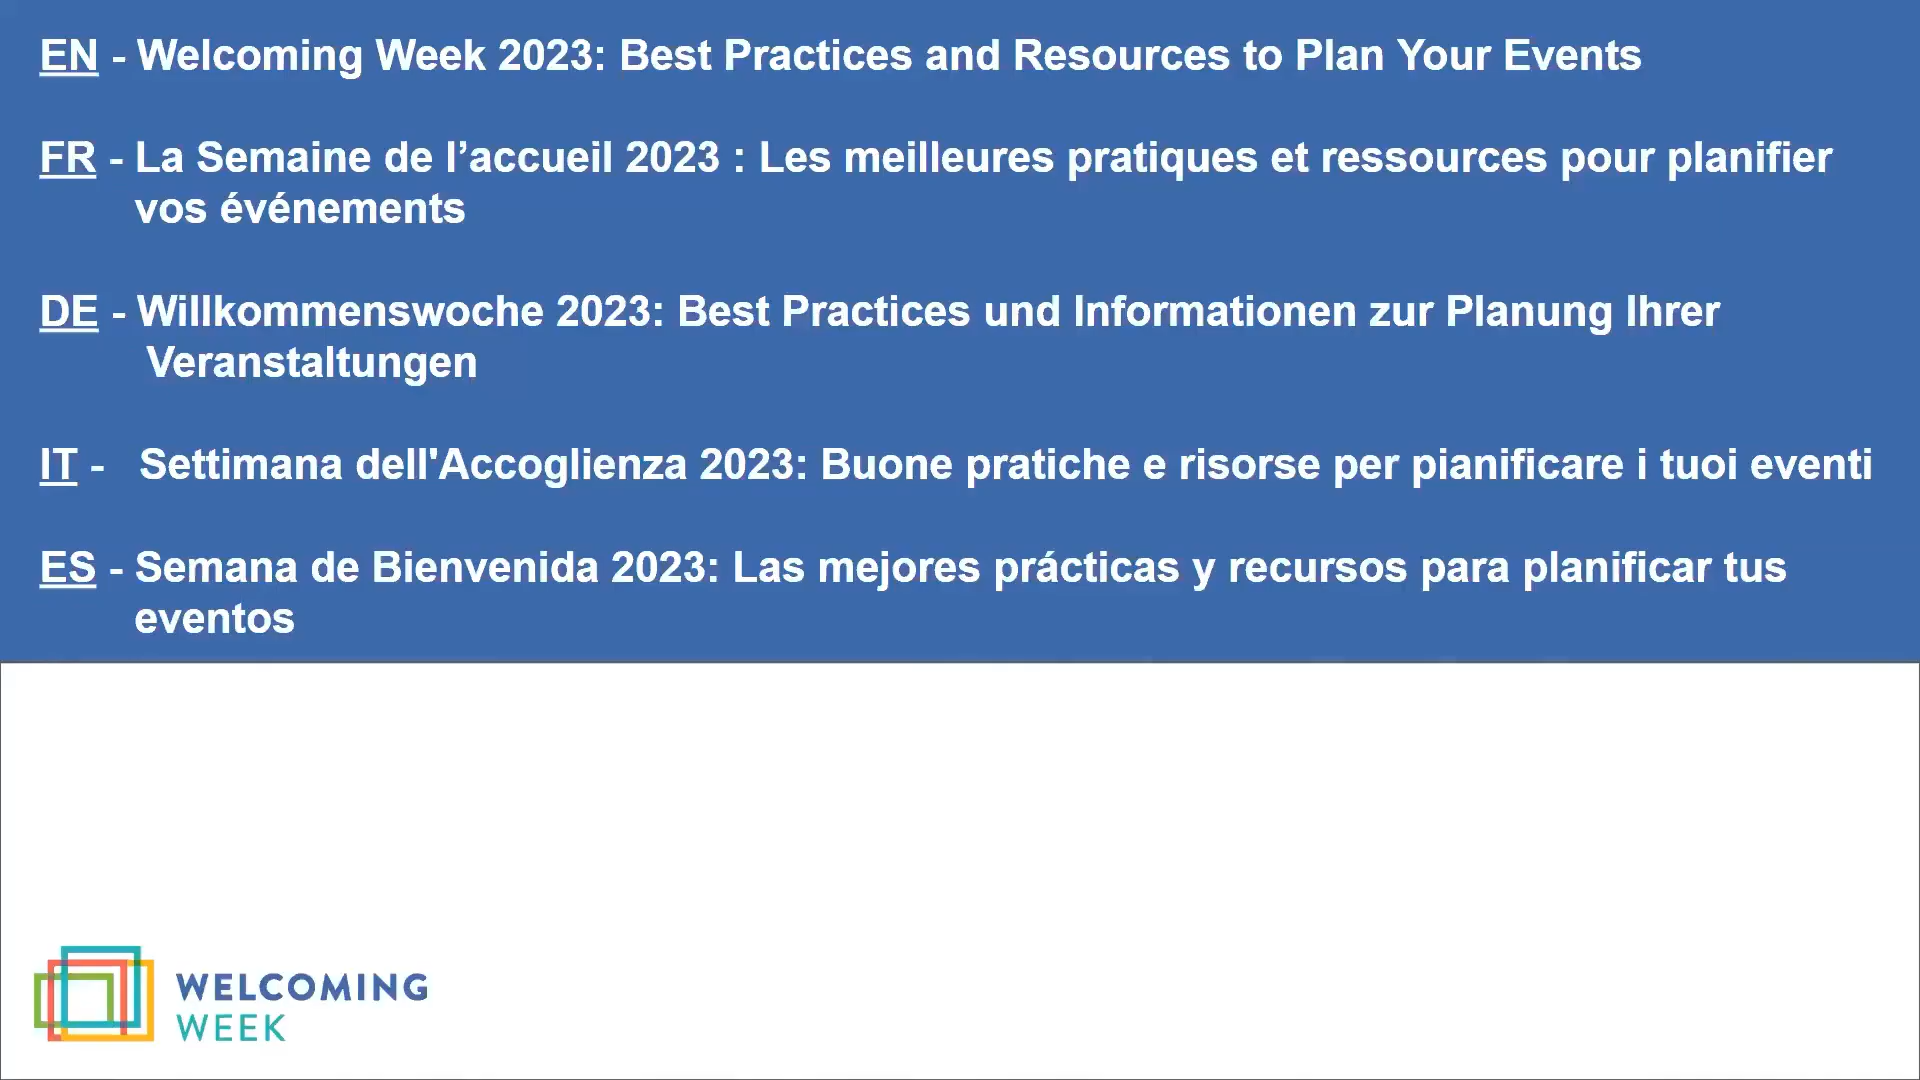 EN - Welcoming Week 2023: Best Practices and Resources to Plan Your Events
FR - La Semaine de l’accueil 2023 : Les meilleures pratiques et ressources pour planifier
vos événements
DE - Willkommenswoche 2023: Best Practices und Informationen zur Planung Ihrer
Veranstaltungen
IT - Settimana dell'Accoglienza 2023: Buone pratiche e risorse per pianificare i tuoi eventi
ES - Semana de Bienvenida 2023: Las mejores prácticas y recursos para planificar tus
eventos
WELCOMING
WEEK